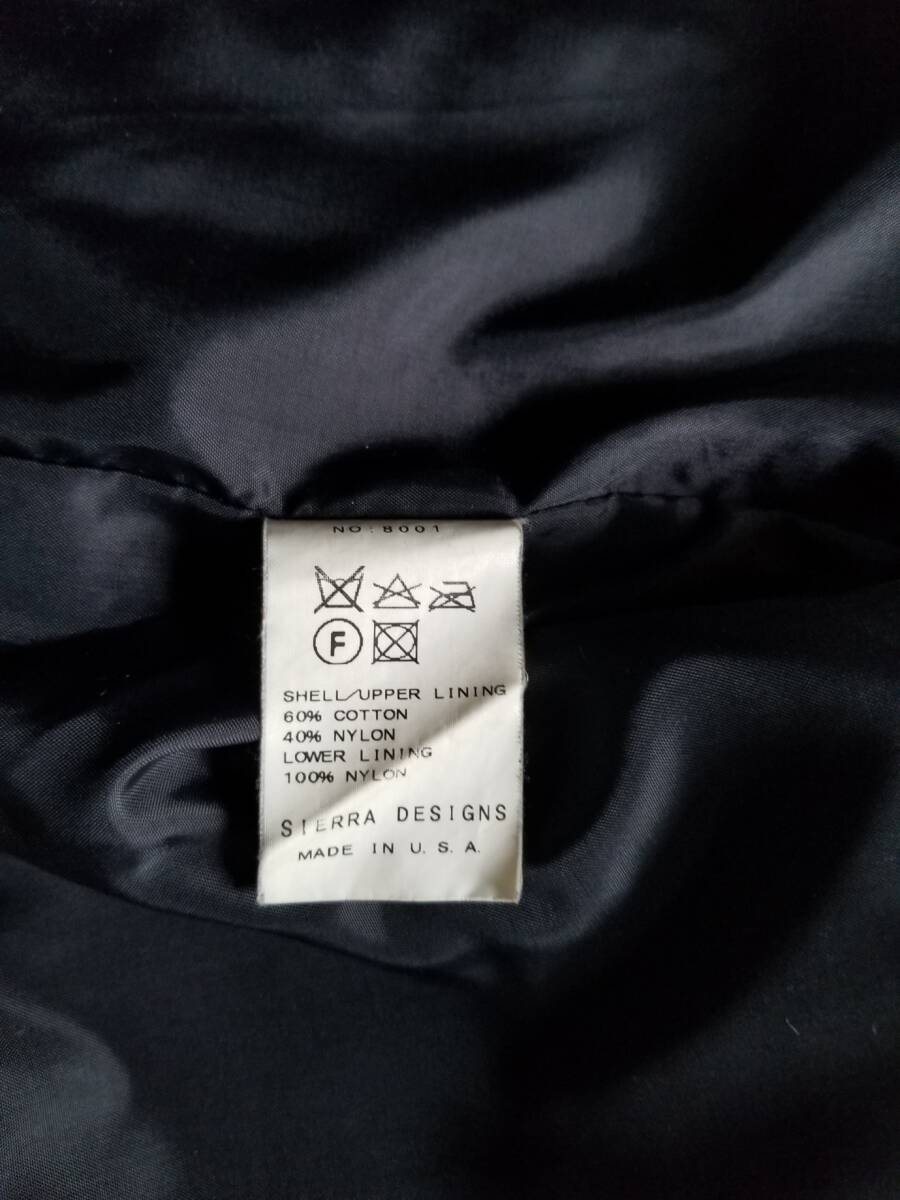 NO:8001
F
SHELL/UPPER LINING
60% COTTON
40% NYLON
LOWER LINING
100% NYLON
SIERRA DESIGNS
MADE IN U. S. A.